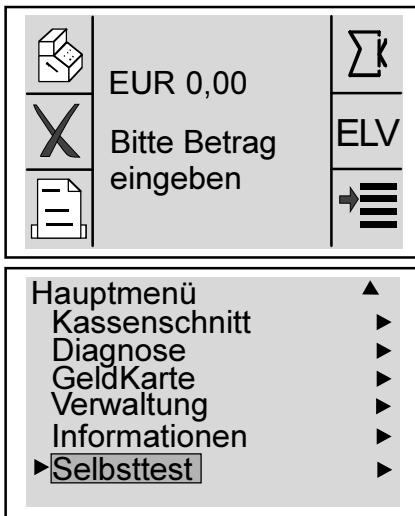 EUR 0,00
Bitte Betrag
eingeben
ELV
Hauptmenü
Kassenschnitt
Diagnose
GeldKarte
Verwaltung
Informationen
Selbsttest